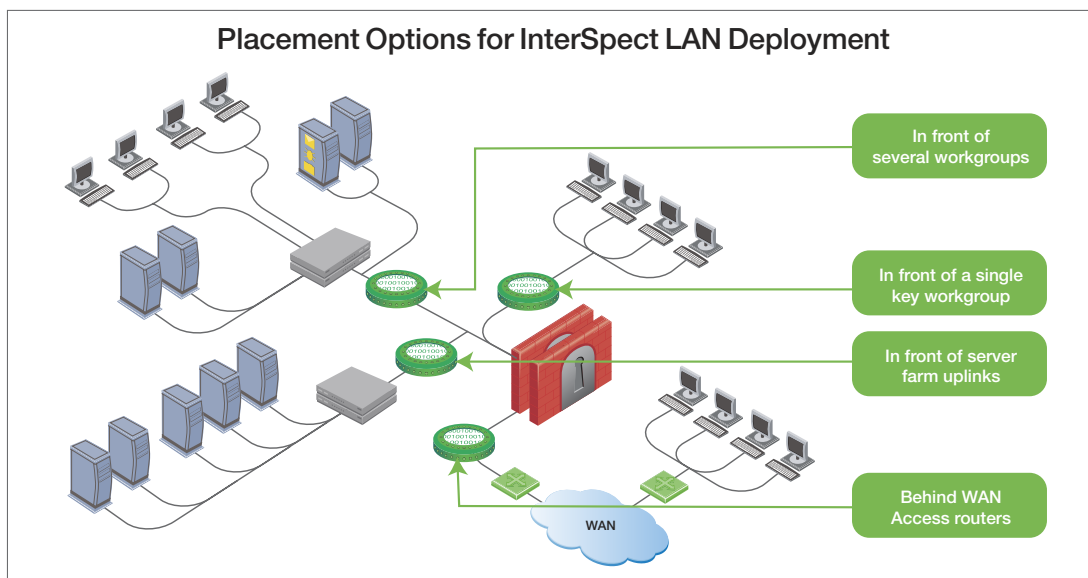 Placement Options for InterSpect LAN Deployment
In front of
several workgroups
In front of a single
key workgroup
In front of server
farm uplinks
Behind WAN
Access routers
WAN